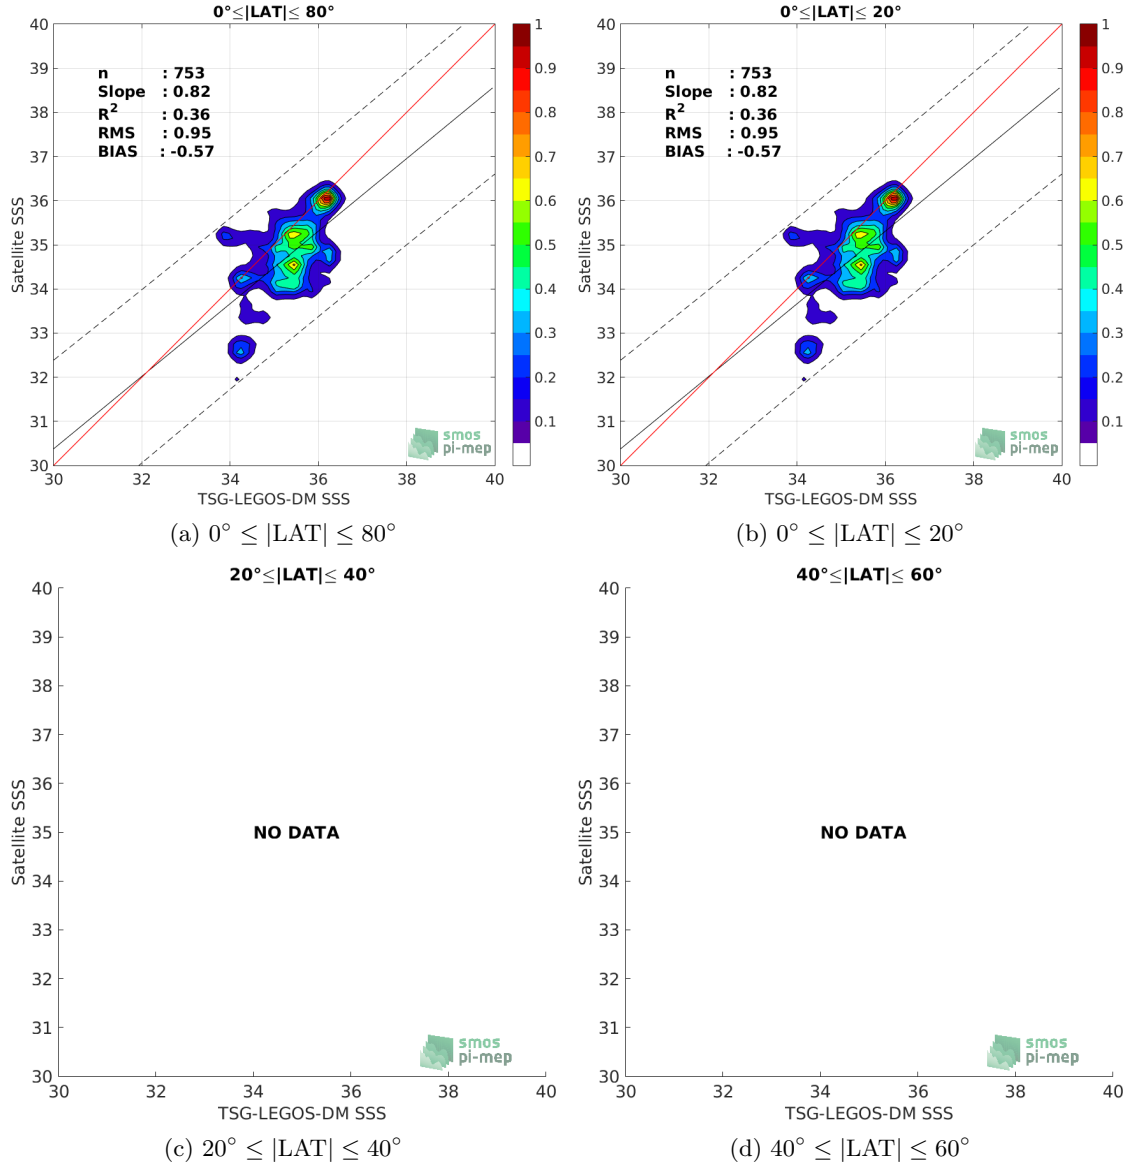 0°≤|LAT|≤ 80°
40
39
38
37
36
35
34
33
32
31
30
Satellite SSS
n : 753
Slope : 0.82
R² : 0.36
RMS : 0.95
BIAS : -0.57
smos
pi-mep
30 32 34 36 38 40
TSG-LEGOS-DM SSS
1
0.9
0.8
0.7
0.6
0.5
0.4
0.3
0.2
0.1
(a) 0° ≤ |LAT| ≤ 80°
0°≤|LAT|≤ 20°
40
39
38
37
36
35
34
33
32
31
30
Satellite SSS
n : 753
Slope : 0.82
R² : 0.36
RMS : 0.95
BIAS : -0.57
smos
pi-mep
30 32 34 36 38 40
TSG-LEGOS-DM SSS
1
0.9
0.8
0.7
0.6
0.5
0.4
0.3
0.2
0.1
(b) 0° ≤ |LAT| ≤ 20°
20°≤|LAT|≤ 40°
40
39
38
37
36
35
34
33
32
31
30
Satellite SSS
NO DATA
smos
pi-mep
30 32 34 36 38 40
TSG-LEGOS-DM SSS
(c) 20° ≤ |LAT| ≤ 40°
40°≤|LAT|≤ 60°
40
39
38
37
36
35
34
33
32
31
30
Satellite SSS
NO DATA
smos
pi-mep
30 32 34 36 38 40
TSG-LEGOS-DM SSS
(d) 40° ≤ |LAT| ≤ 60°